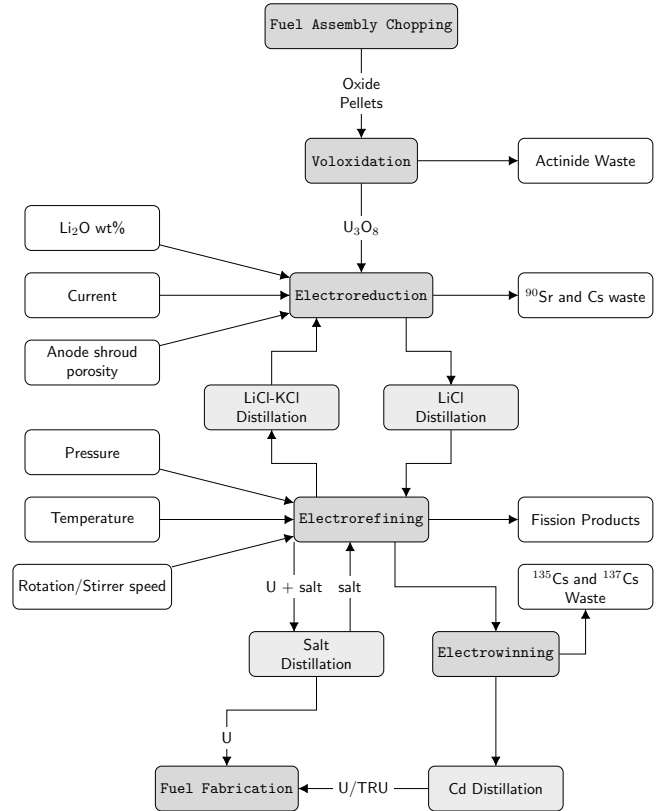 Fuel Assembly Chopping
Oxide
Pellets
Voloxidation
Actinide Waste
U₃O₈
Li₂O wt%
Current
Anode shroud
porosity
Electroreduction
⁹⁰Sr and Cs waste
LiCl-KCl
Distillation
LiCl
Distillation
Pressure
Temperature
Rotation/Stirrer speed
Electrorefining
Fission Products
U + salt
salt
¹³⁵Cs and ¹³⁷Cs
Waste
Salt
Distillation
Electrowinning
U
Fuel Fabrication
U/TRU
Cd Distillation